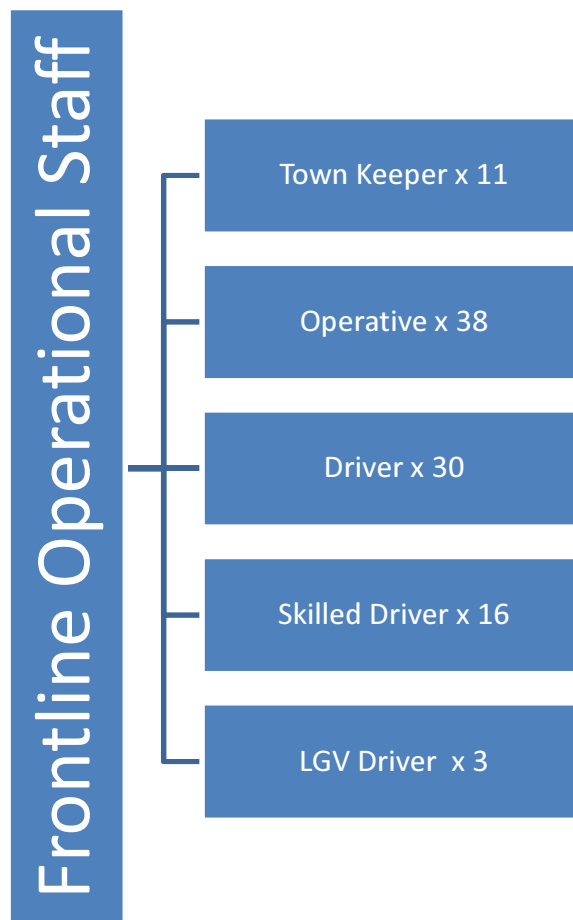 Frontline Operational Staff
Town Keeper x 11
Operative x 38
Driver x 30
Skilled Driver x 16
LGV Driver  x 3